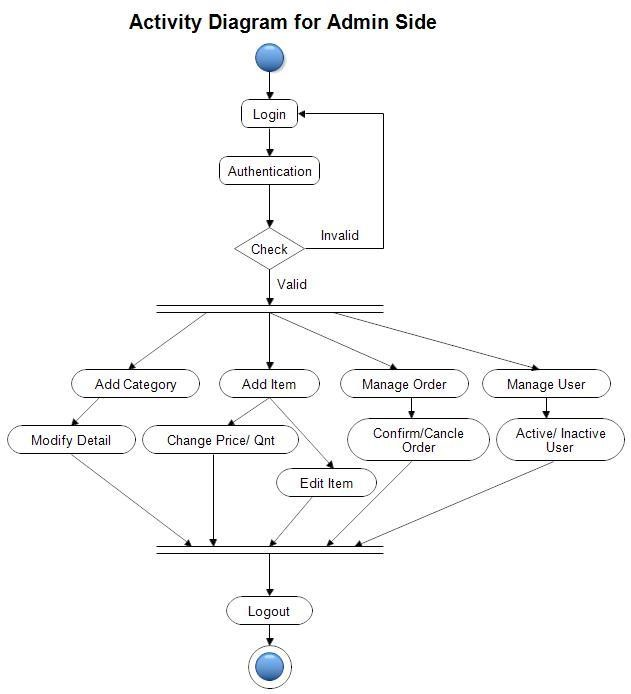 Activity Diagram for Admin Side
Login
Authentication
Check
Invalid
Valid
Add Category
Add Item
Manage Order
Manage User
Modify Detail
Change Price/ Qnt
Confirm/Cancle
Order
Active/ Inactive
User
Edit Item
Logout